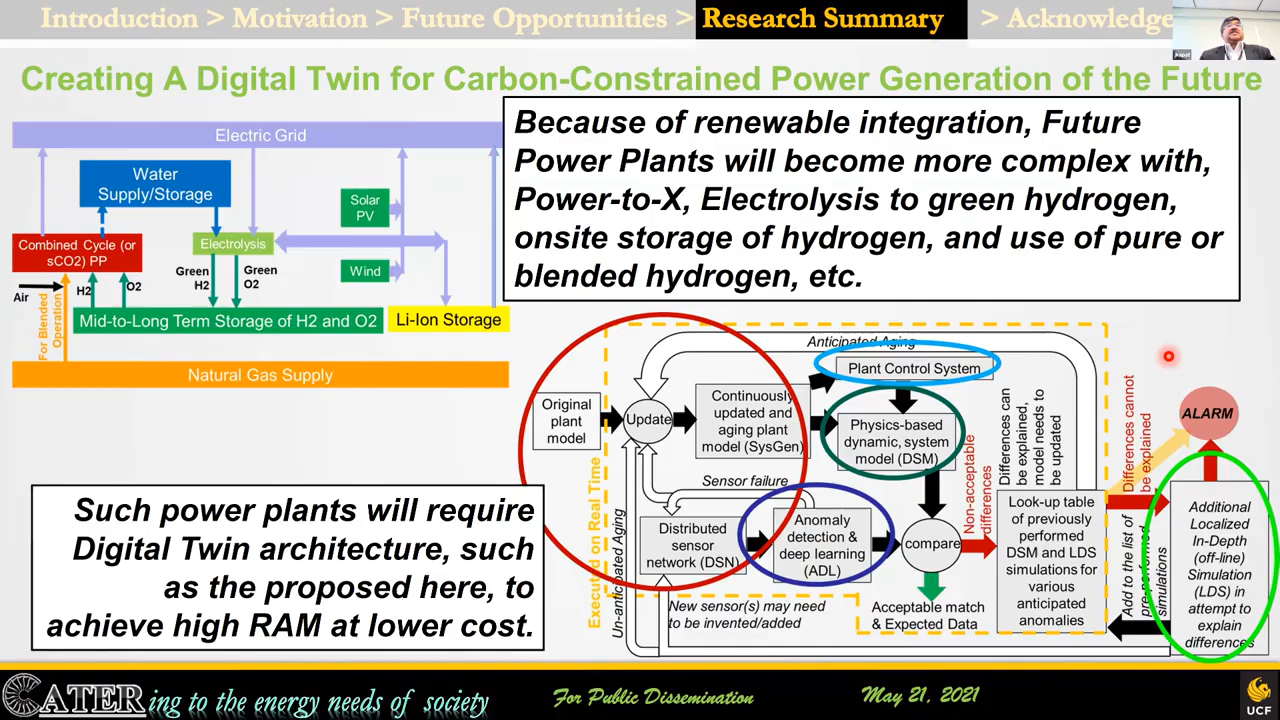 Introduction > Motivation > Future Opportunities > Research Summary > Acknowledge
kapat
Creating A Digital Twin for Carbon-Constrained Power Generation of the Future
Electric Grid
Water
Supply/Storage
Solar
PV
Combined Cycle (or
sCO2) PP
Electrolysis
Wind
Green
H2
Green
O2
Air
H2
O2
For Blended
Operation
Mid-to-Long Term Storage of H2 and O2
Li-Ion Storage
Natural Gas Supply
Because of renewable integration, Future
Power Plants will become more complex with,
Power-to-X, Electrolysis to green hydrogen,
onsite storage of hydrogen, and use of pure or
blended hydrogen, etc.
Such power plants will require
Digital Twin architecture, such
as the proposed here, to
achieve high RAM at lower cost.
Anticipated Aging
Plant Control System
Original
plant
model
Update
Continuously
updated and
aging plant
model (SysGen)
Physics-based
dynamic, system
model (DSM)
Differences can
be explained,
model needs to
be updated
Differences cannot
be explained
ALARM
Sensor failure
Non-acceptable
differences
Executed on Real Time
Un-anticipated Aging
Distributed
sensor
network (DSN)
Anomaly
detection &
deep learning
(ADL)
compare
Look-up table
of previously
performed
DSM and LDS
simulations for
various
anticipated
anomalies
Add to the list of
pre-performed
simulations
Additional
Localized
In-Depth
(off-line)
Simulation
(LDS) in
attempt to
explain
differences
New sensor(s) may need
to be invented/added
Acceptable match
& Expected Data
CATERing to the energy needs of society
For Public Dissemination
May 21, 2021
UCF